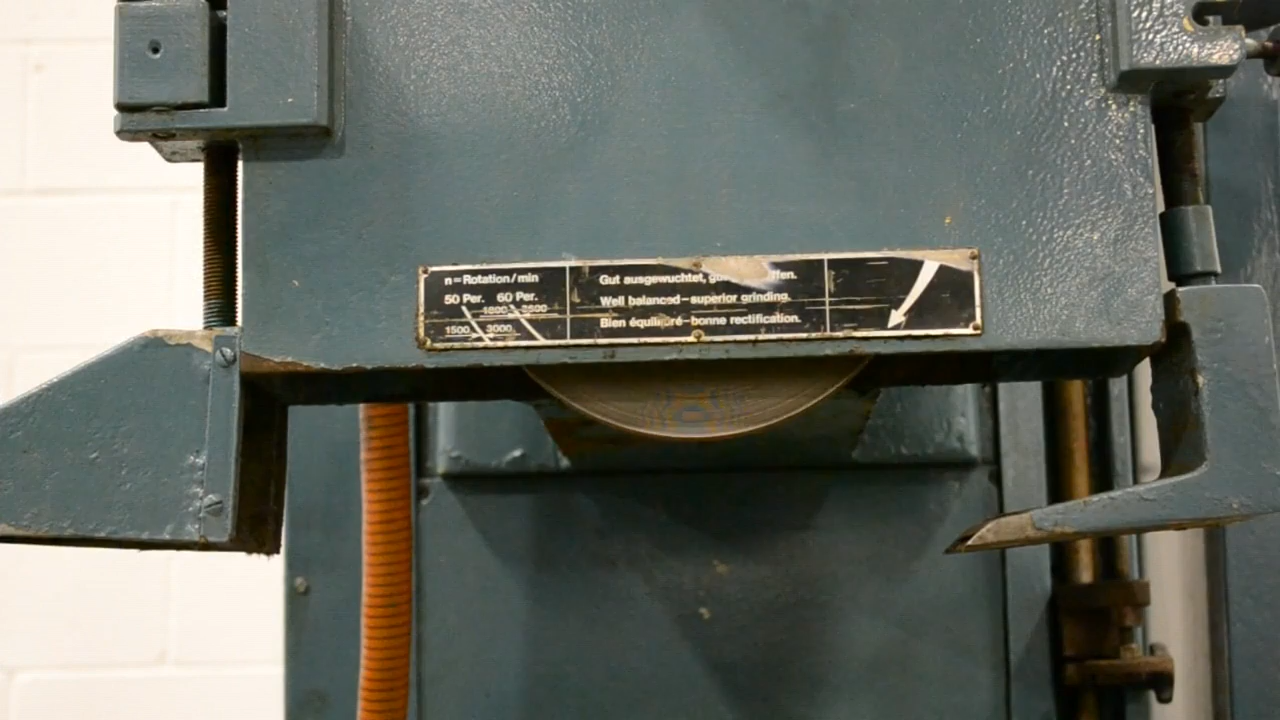 n=Rotation/min
50 Per. 60 Per.
1800 3600
1500 3000
Gut ausgewuchtet,
Well balanced-superior grinding.
Bien équilibré-bonne rectification.